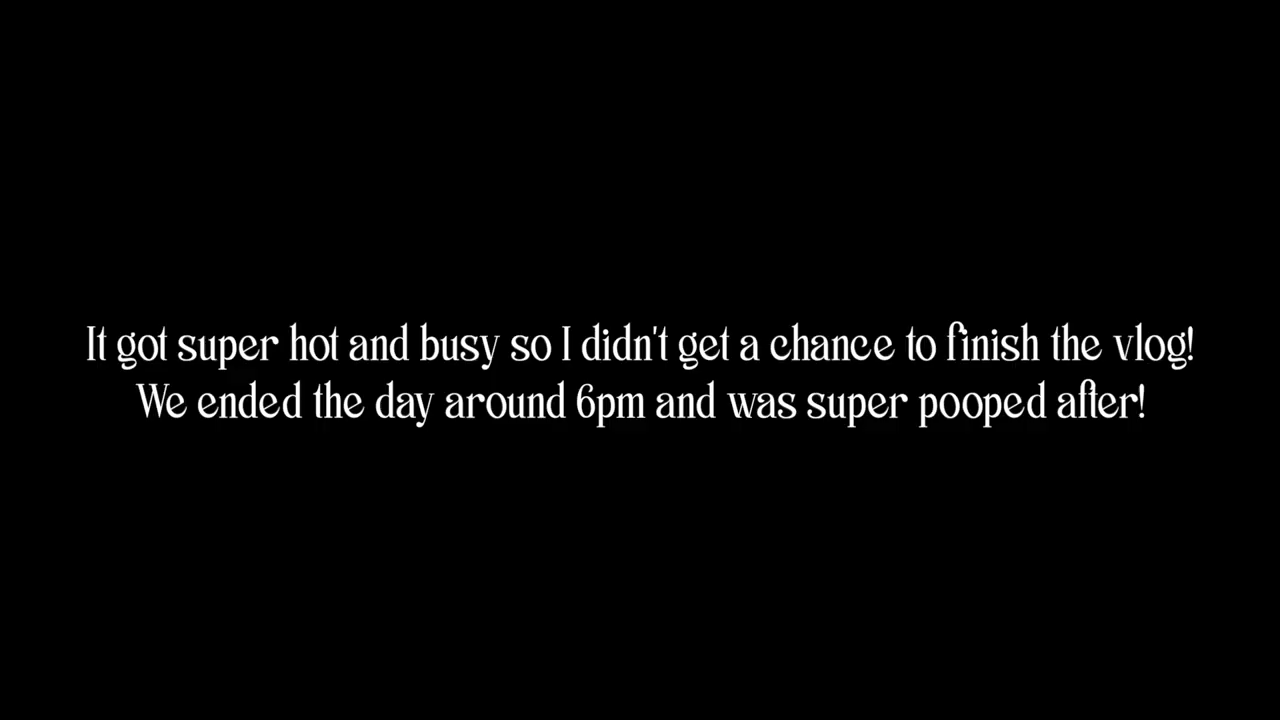 It got super hot and busy so I didn't get a chance to finish the vlog!
We ended the day around 6pm and was super pooped after!